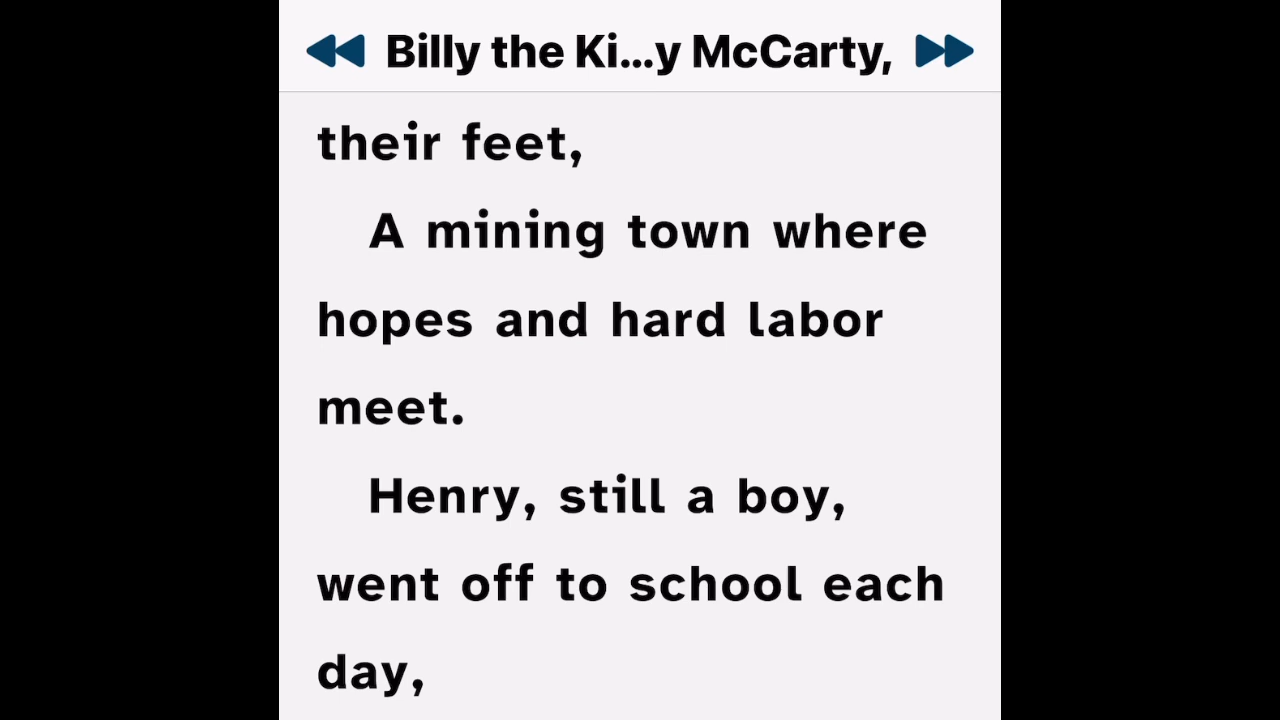 Billy the Ki...y McCarty,
their feet,
A mining town where
hopes and hard labor
meet.
Henry, still a boy,
went off to school each
day,